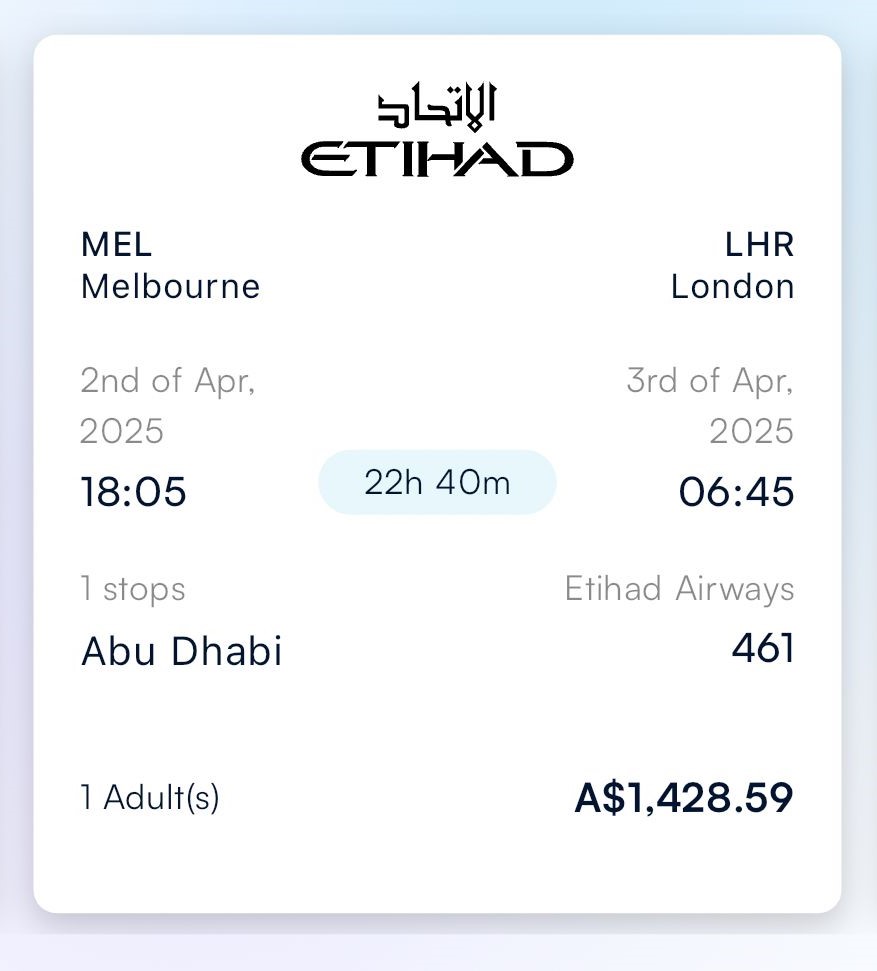 الاتحاد
ETIHAD
MEL
LHR
Melbourne
London
2nd of Apr,
2025
3rd of Apr,
2025
18:05
22h 40m
06:45
1 stops
Etihad Airways
Abu Dhabi
461
1 Adult(s)
A$1,428.59